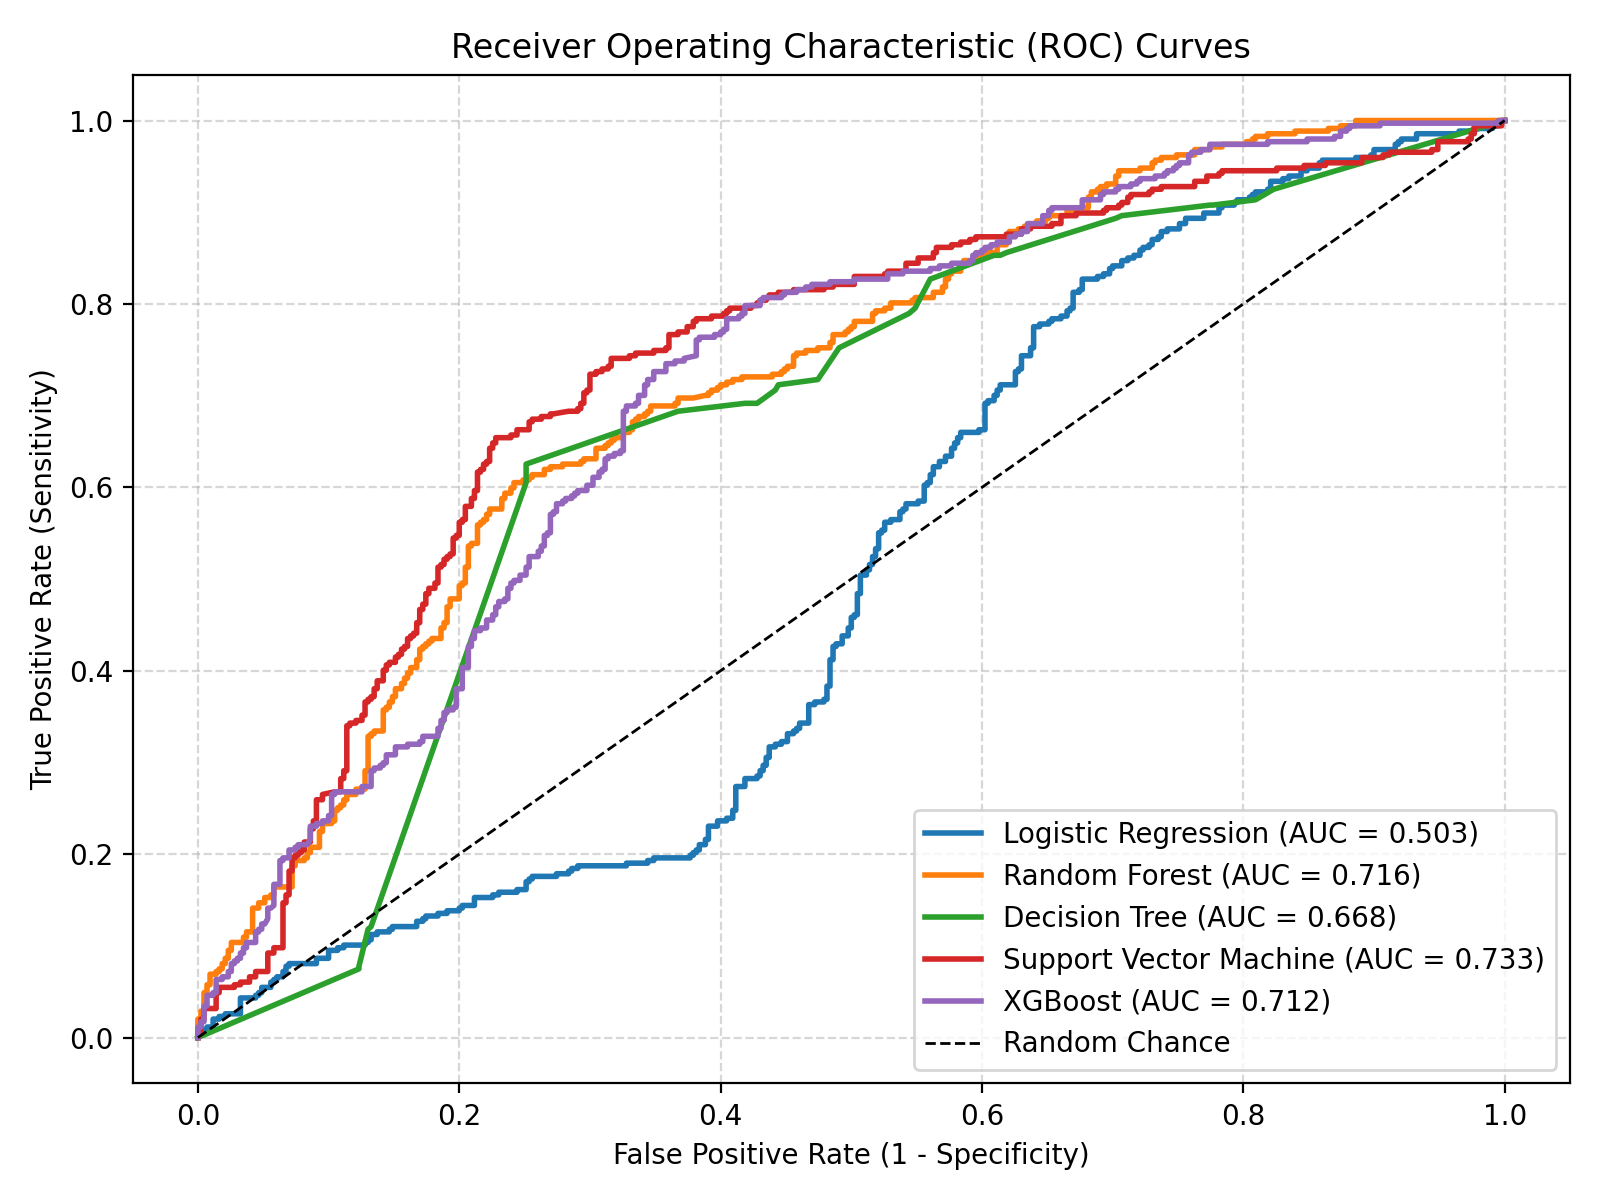 Receiver Operating Characteristic (ROC) Curves
True Positive Rate (Sensitivity)
1.0
0.8
0.6
0.4
0.2
0.0
Logistic Regression (AUC = 0.503)
Random Forest (AUC = 0.716)
Decision Tree (AUC = 0.668)
Support Vector Machine (AUC = 0.733)
XGBoost (AUC = 0.712)
Random Chance
0.0 0.2 0.4 0.6 0.8 1.0
False Positive Rate (1 - Specificity)